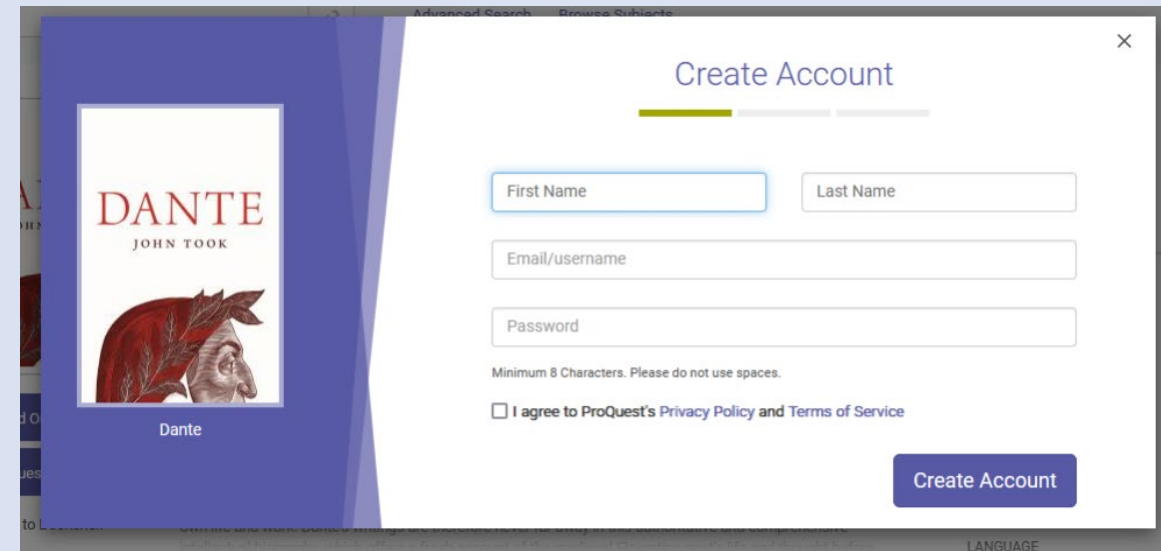 Advanced Search Browse Subjects
Create Account
DANTE
JOHN TOOK
Dante
First Name
Last Name
Email/username
Password
Minimum 8 Characters. Please do not use spaces.
I agree to ProQuest's Privacy Policy and Terms of Service
Create Account
LANGUAGE